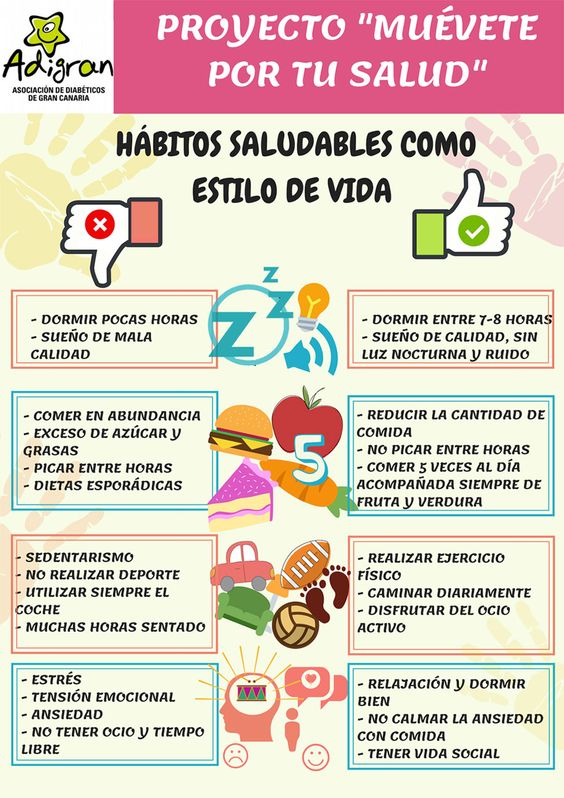 Adigran
ASOCIACIÓN DE DIABÉTICOS
DE GRAN CANARIA
PROYECTO "MUÉVETE
POR TU SALUD"
HÁBITOS SALUDABLES COMO
ESTILO DE VIDA
- DORMIR POCAS HORAS
- SUEÑO DE MALA
CALIDAD
Z Z Z
- DORMIR ENTRE 7-8 HORAS
- SUEÑO DE CALIDAD, SIN
LUZ NOCTURNA Y RUIDO
- COMER EN ABUNDANCIA
- EXCESO DE AZÚCAR Y
GRASAS
- PICAR ENTRE HORAS
- DIETAS ESPORÁDICAS
5
- REDUCIR LA CANTIDAD DE
COMIDA
- NO PICAR ENTRE HORAS
- COMER 5 VECES AL DÍA
ACOMPAÑADA SIEMPRE DE
FRUTA Y VERDURA
- SEDENTARISMO
- NO REALIZAR DEPORTE
- UTILIZAR SIEMPRE EL
COCHE
- MUCHAS HORAS SENTADO
- REALIZAR EJERCICIO
FÍSICO
- CAMINAR DIARIAMENTE
- DISFRUTAR DEL OCIO
ACTIVO
- ESTRÉS
- TENSIÓN EMOCIONAL
- ANSIEDAD
- NO TENER OCIO Y TIEMPO
LIBRE
- RELAJACIÓN Y DORMIR
BIEN
- NO CALMAR LA ANSIEDAD
CON COMIDA
- TENER VIDA SOCIAL